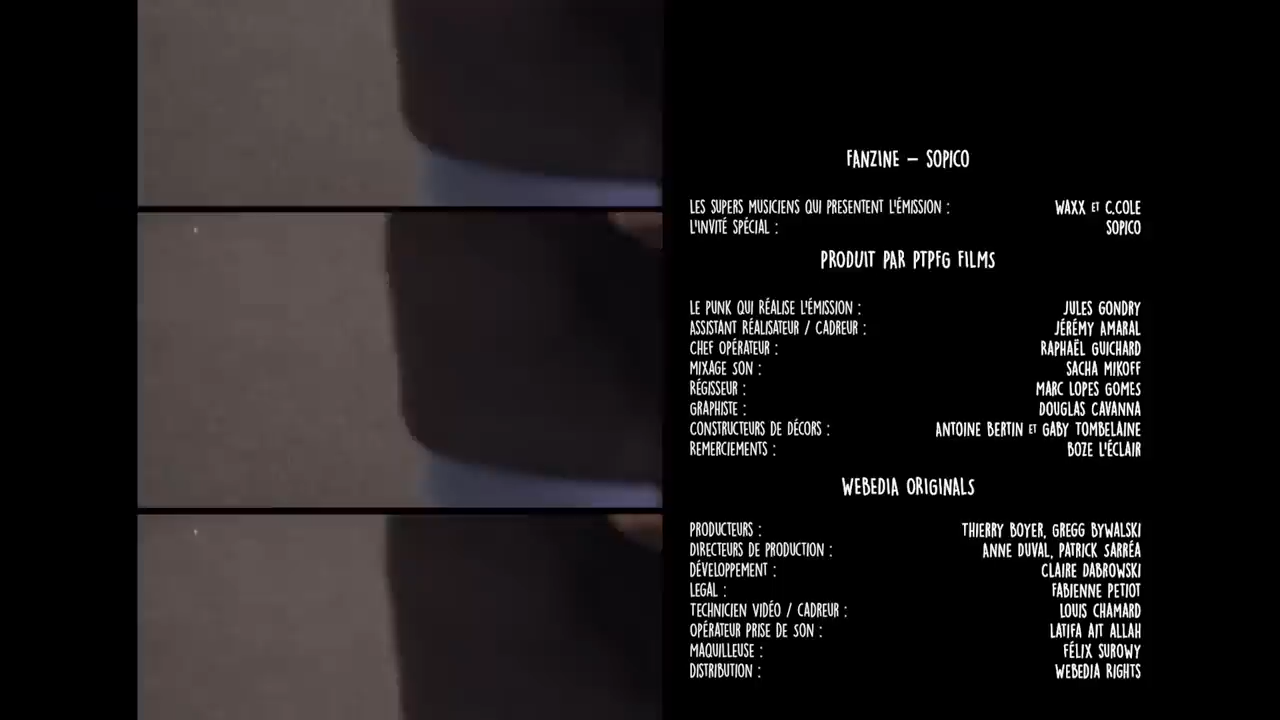 FANZINE – SOPICO
LES SUPERS MUSICIENS QUI PRESENTENT L'ÉMISSION : WAXX ET C.COLE
L'INVITÉ SPÉCIAL : SOPICO
PRODUIT PAR PTPFG FILMS
LE PUNK QUI RÉALISE L'ÉMISSION : JULES GONDRY
ASSISTANT RÉALISATEUR / CADREUR : JÉRÉMY AMARAL
CHEF OPÉRATEUR : RAPHAËL GUICHARD
MIXAGE SON : SACHA MIKOFF
RÉGISSEUR : MARC LOPES GOMES
GRAPHISTE : DOUGLAS CAVANNA
CONSTRUCTEURS DE DÉCORS : ANTOINE BERTIN ET GABY TOMBELAINE
REMERCIEMENTS : BOZE L'ÉCLAIR
WEBEDIA ORIGINALS
PRODUCTEURS : THIERRY BOYER, GREGG BYWALSKI
DIRECTEURS DE PRODUCTION : ANNE DUVAL, PATRICK SARRÉA
DÉVELOPPEMENT : CLAIRE DABROWSKI
LEGAL : FABIENNE PETIOT
TECHNICIEN VIDÉO / CADREUR : LOUIS CHAMARD
OPÉRATEUR PRISE DE SON : LATIFA AIT ALLAH
MAQUILLEUSE : FÉLIX SUROWY
DISTRIBUTION : WEBEDIA RIGHTS